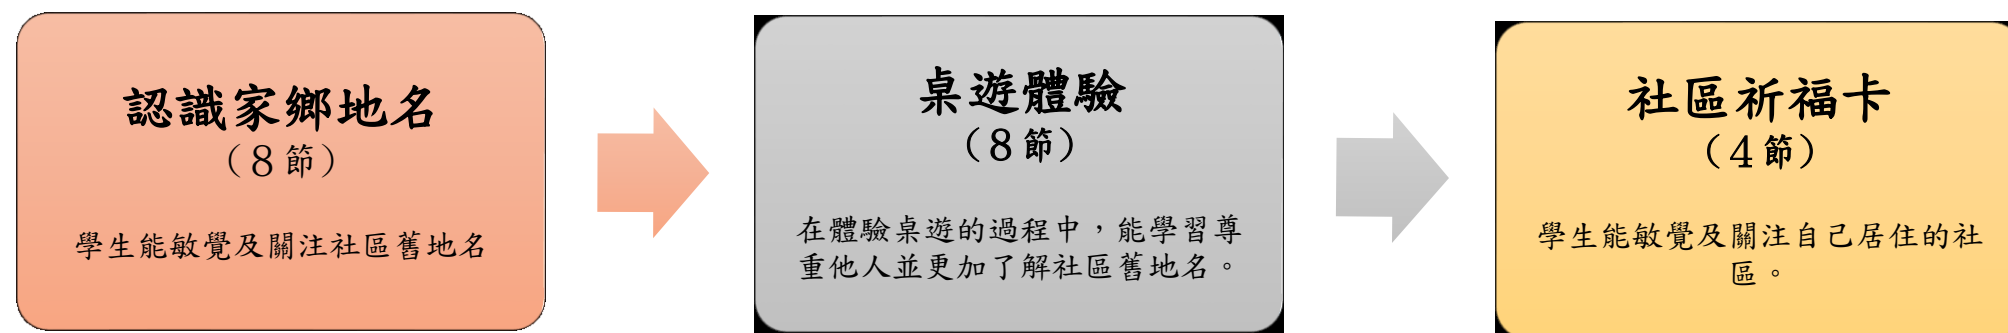 認識家鄉地名
（8節）
學生能敏覺及關注社區舊地名
桌遊體驗
（8節）
在體驗桌遊的過程中，能學習尊
重他人並更加了解社區舊地名。
社區祈福卡
（4節）
學生能敏覺及關注自己居住的社
區。